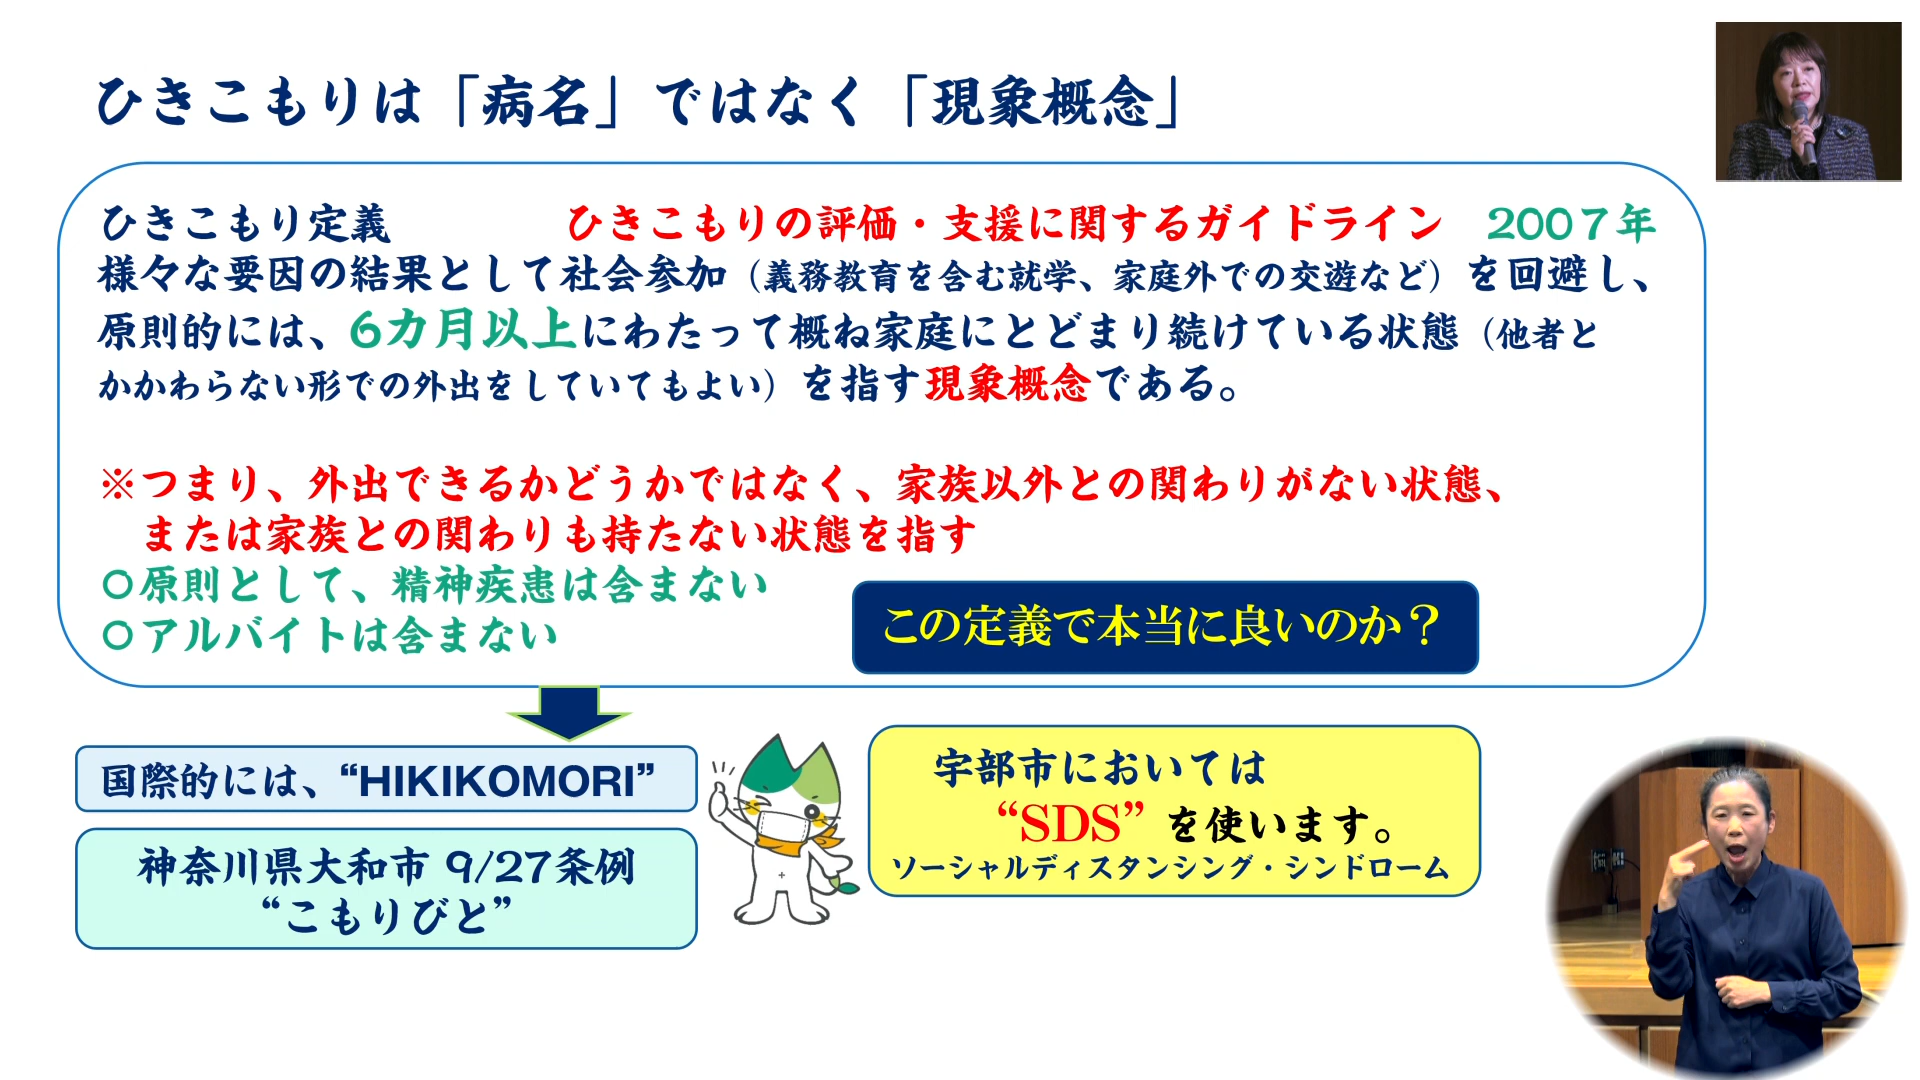 ひきこもりは「病名」ではなく「現象概念」
ひきこもり定義　ひきこもりの評価・支援に関するガイドライン　2007年
様々な要因の結果として社会参加（義務教育を含む就学、家庭外での交遊など）を回避し、
原則的には、6カ月以上にわたって概ね家庭にとどまり続けている状態（他者と
かかわらない形での外出をしていてもよい）を指す現象概念である。
※つまり、外出できるかどうかではなく、家族以外との関わりがない状態、
または家族との関わりも持たない状態を指す
〇原則として、精神疾患は含まない
〇アルバイトは含まない
この定義で本当に良いのか？
国際的には、“HIKIKOMORI”
神奈川県大和市 9/27条例
“こもりびと”
宇部市においては
“SDS”を使います。
ソーシャルディスタンシング・シンドローム